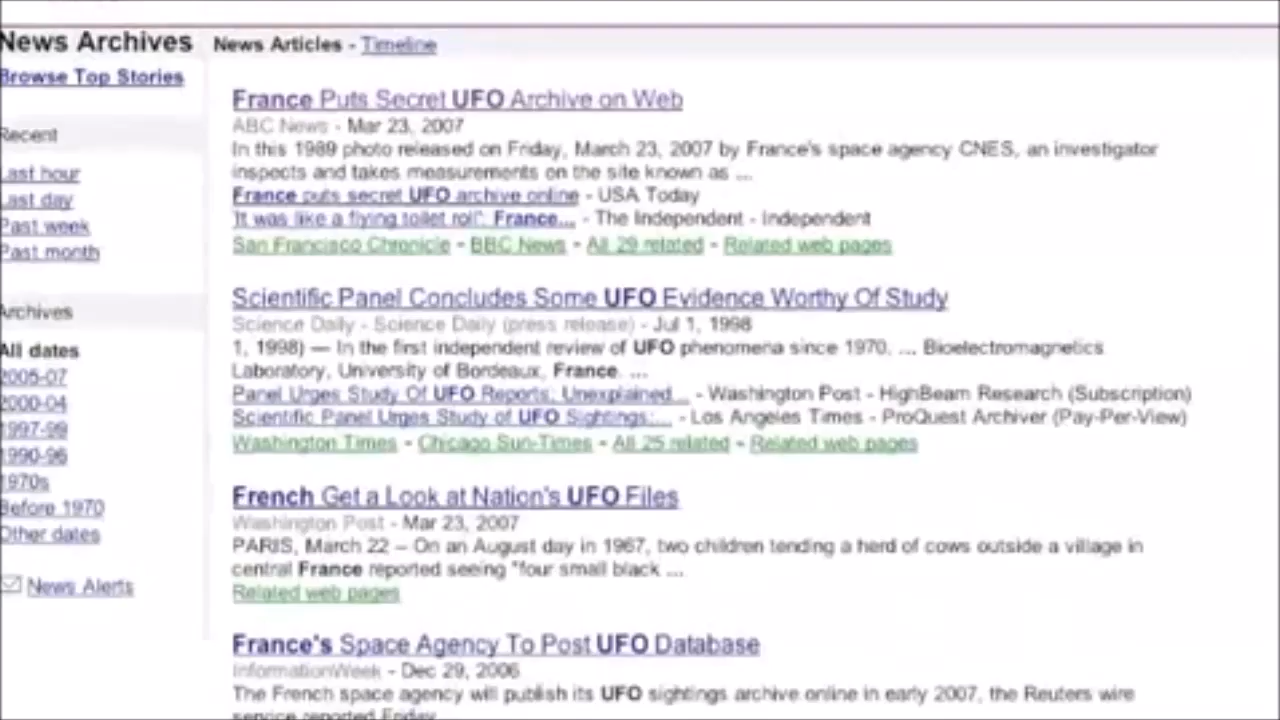 News Archives
News Articles - Timeline
Browse Top Stories
Recent
Last hour
Last day
Past week
Past month
Archives
All dates
2005-07
2000-04
1997-99
1990-96
1970s
Before 1970
Other dates
News Alerts
France Puts Secret UFO Archive on Web
ABC News - Mar 23, 2007
In this 1989 photo released on Friday, March 23, 2007 by France's space agency CNES, an investigator
inspects and takes measurements on the site known as ...
France puts secret UFO archive online - USA Today
'It was like a flying toilet roll': France... - The Independent - Independent
San Francisco Chronicle - BBC News - All 29 related - Related web pages
Scientific Panel Concludes Some UFO Evidence Worthy Of Study
Science Daily - Science Daily (press release) - Jul 1, 1998
1, 1998) — In the first independent review of UFO phenomena since 1970, ... Bioelectromagnetics
Laboratory, University of Bordeaux, France. ...
Panel Urges Study Of UFO Reports; Unexplained... - Washington Post - HighBeam Research (Subscription)
Scientific Panel Urges Study of UFO Sightings;... - Los Angeles Times - ProQuest Archiver (Pay-Per-View)
Washington Times - Chicago Sun-Times - All 25 related - Related web pages
French Get a Look at Nation's UFO Files
Washington Post - Mar 23, 2007
PARIS, March 22 -- On an August day in 1967, two children tending a herd of cows outside a village in
central France reported seeing "four small black ...
Related web pages
France's Space Agency To Post UFO Database
InformationWeek - Dec 29, 2006
The French space agency will publish its UFO sightings archive online in early 2007, the Reuters wire
service reported Friday. ...